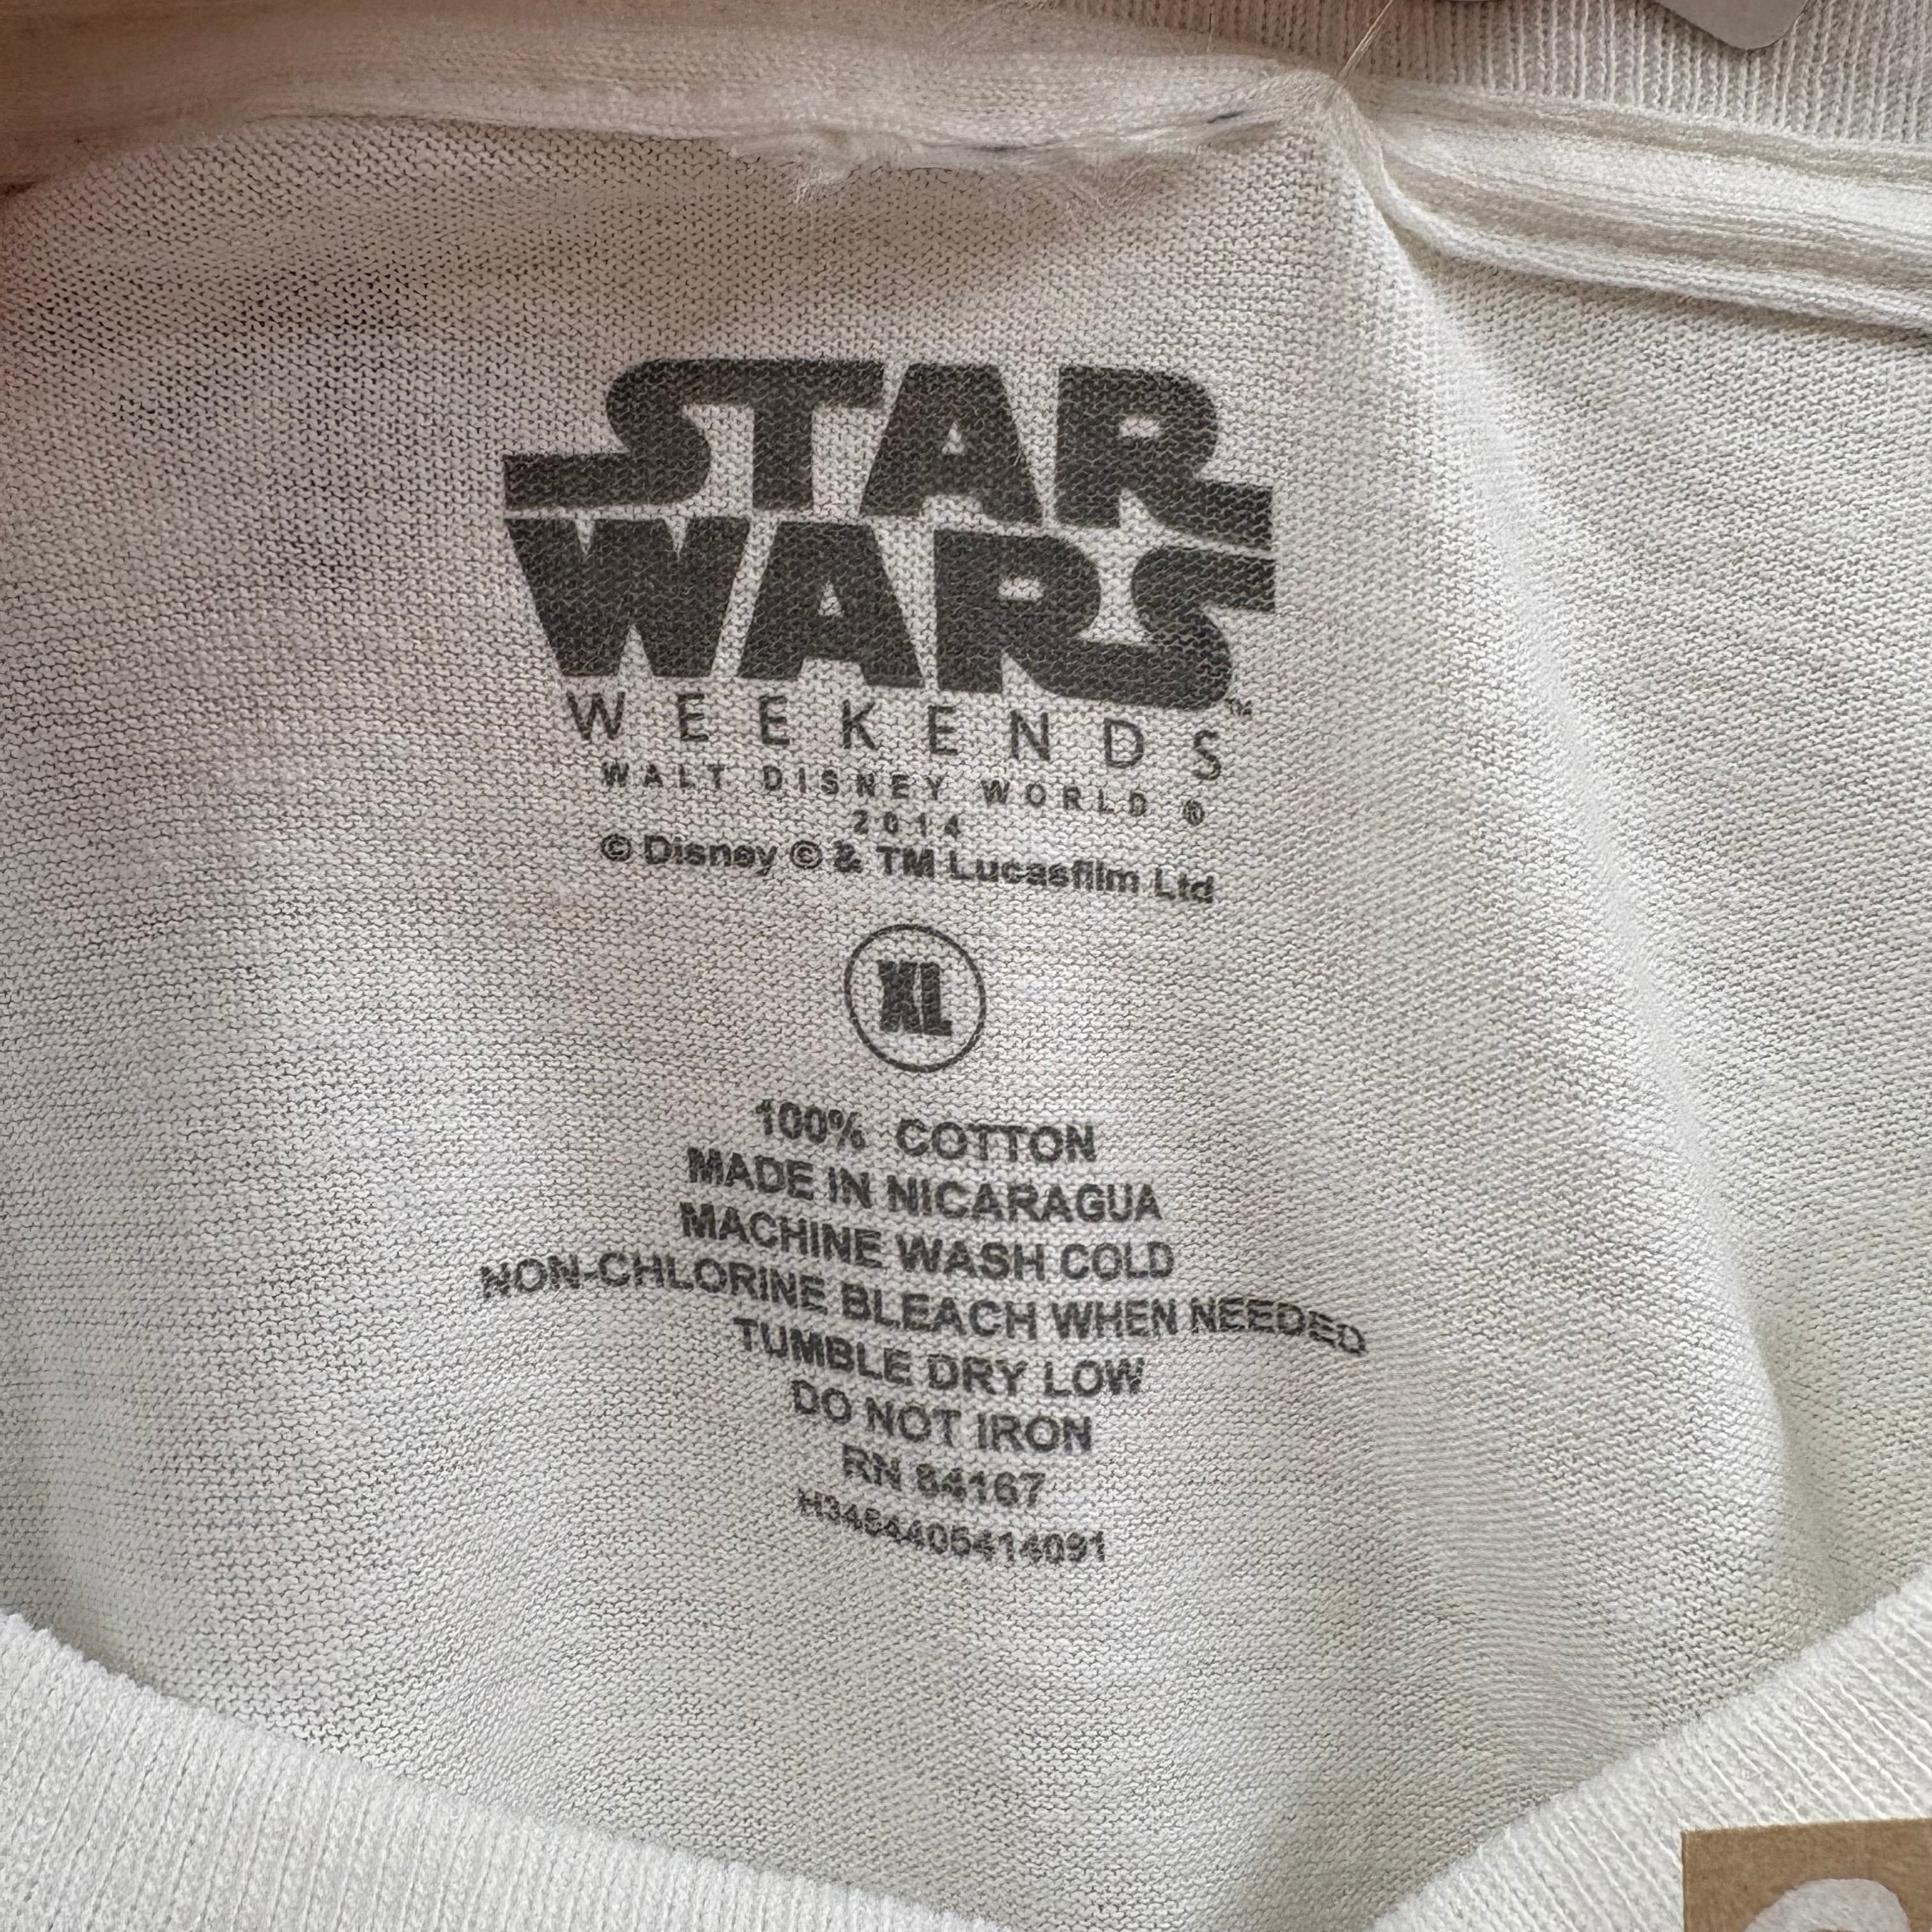 STAR
WARS™
WEEKENDS
WALT DISNEY WORLD ®
2014
© Disney © & TM Lucasfilm Ltd
XL
100% COTTON
MADE IN NICARAGUA
MACHINE WASH COLD
NON-CHLORINE BLEACH WHEN NEEDED
TUMBLE DRY LOW
DO NOT IRON
RN 84167